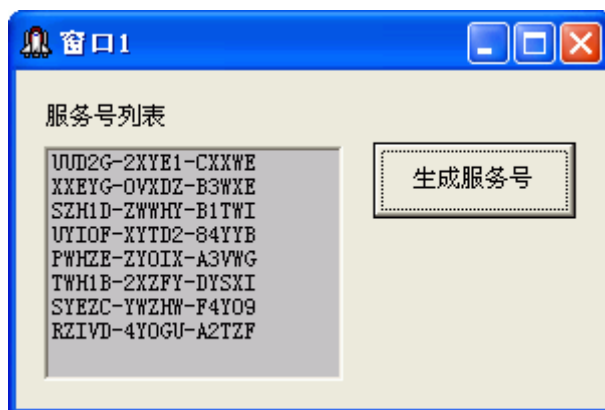 窗口1
服务号列表
UUD2G-2XYE1-CXXWE
XXEYG-0VXDZ-B3WXE
SZH1D-ZWWHY-B1TWI
UYIOF-XYTD2-84YYB
PWHZE-ZYOIX-A3VWG
TWH1B-2XZFY-DYSXI
SYEZC-YWZHW-F4YO9
RZIVD-4YOGU-A2TZF
生成服务号